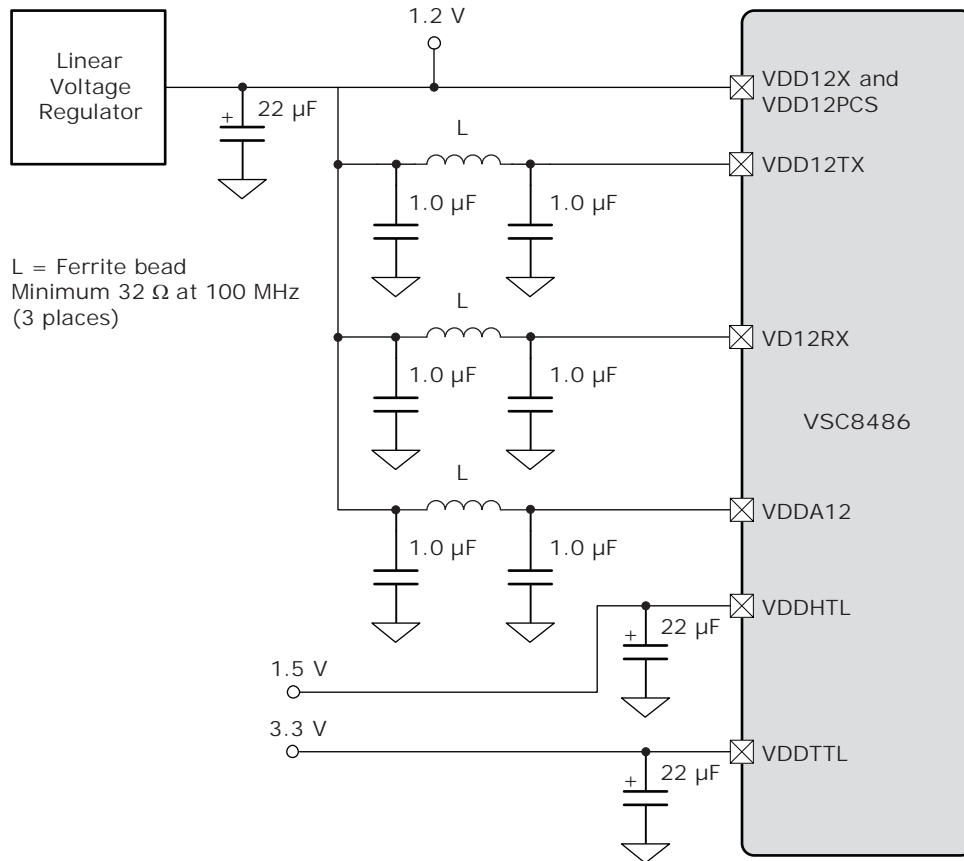 1.2 V
Linear
Voltage
Regulator
+ 22 µF
VDD12X and
VDD12PCS
L
VDD12TX
1.0 µF
1.0 µF
L = Ferrite bead
Minimum 32 Ω at 100 MHz
(3 places)
L
VD12RX
1.0 µF
1.0 µF
VSC8486
L
VDDA12
1.0 µF
1.0 µF
VDDHTL
+ 22 µF
1.5 V
3.3 V
VDDTTL
+ 22 µF